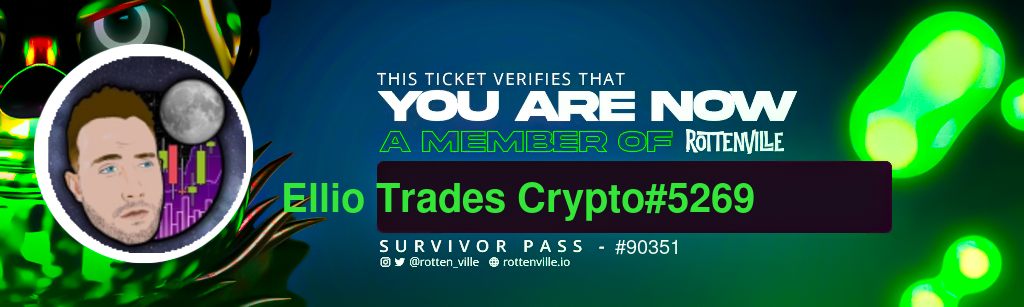 THIS TICKET VERIFIES THAT
YOU ARE NOW
A MEMBER OF ROTTENVILLE
Ellio Trades Crypto#5269
SURVIVOR PASS - #90351
@rotten_ville rottenville.io